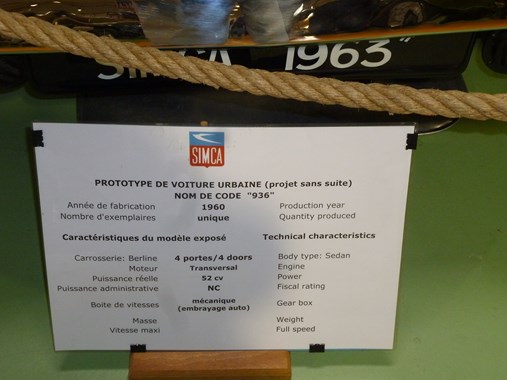 SIMCA 1963"
SIMCA
PROTOTYPE DE VOITURE URBAINE (projet sans suite)
NOM DE CODE "936"
Année de fabrication 1960 Production year
Nombre d'exemplaires unique Quantity produced
Caractéristiques du modèle exposé Technical characteristics
Carrosserie: Berline 4 portes/4 doors Body type: Sedan
Moteur Transversal Engine
Puissance réelle 52 cv Power
Puissance administrative NC Fiscal rating
Boite de vitesses mécanique (embrayage auto) Gear box
Masse Weight
Vitesse maxi Full speed